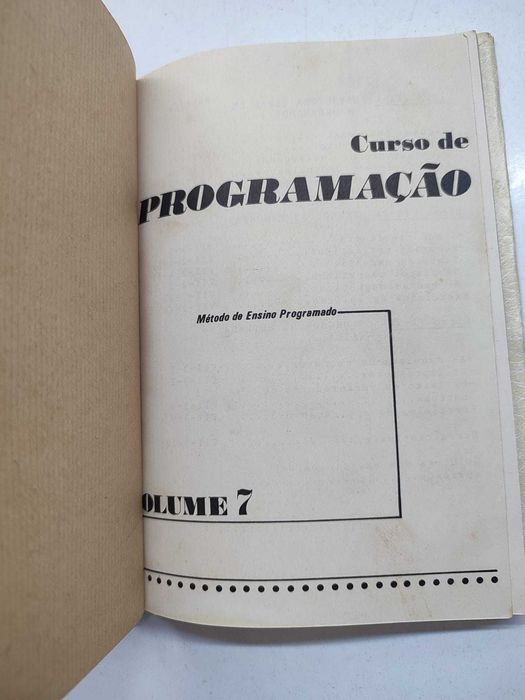 Curso de
PROGRAMAÇÃO
Método de Ensino Programado
OLUME 7